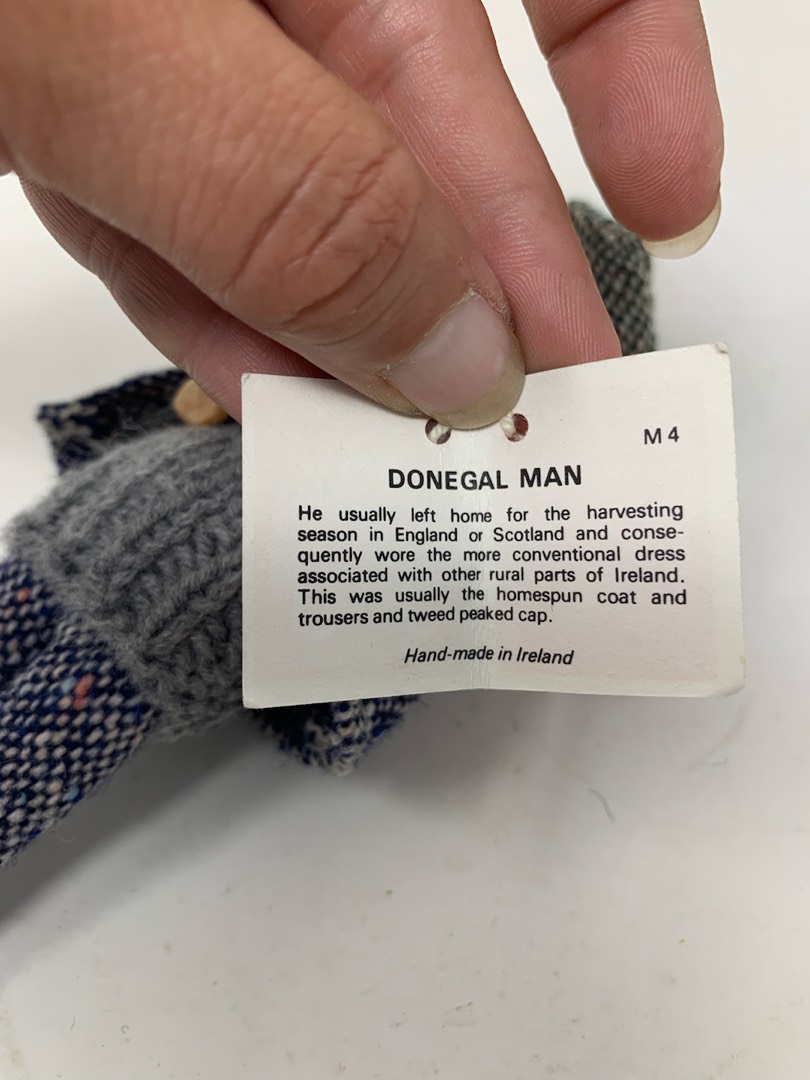 M 4
DONEGAL MAN
He usually left home for the harvesting
season in England or Scotland and conse-
quently wore the more conventional dress
associated with other rural parts of Ireland.
This was usually the homespun coat and
trousers and tweed peaked cap.
Hand-made in Ireland